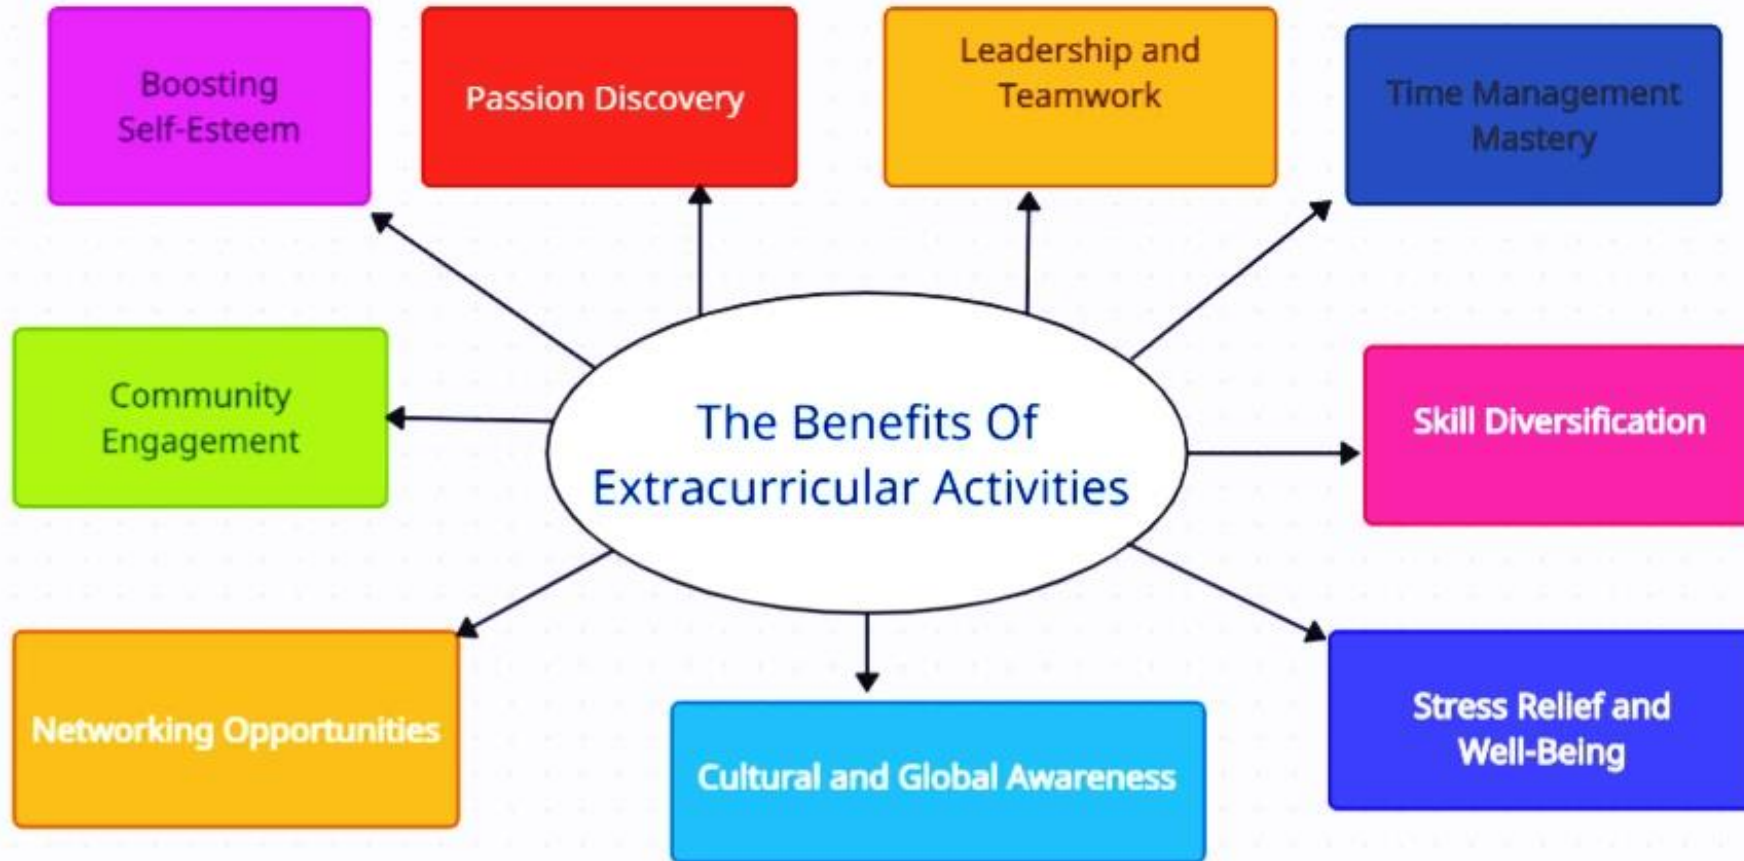 Boosting
Self-Esteem
Passion Discovery
Leadership and
Teamwork
Time Management
Mastery
Community
Engagement
The Benefits Of
Extracurricular Activities
Skill Diversification
Networking Opportunities
Cultural and Global Awareness
Stress Relief and
Well-Being